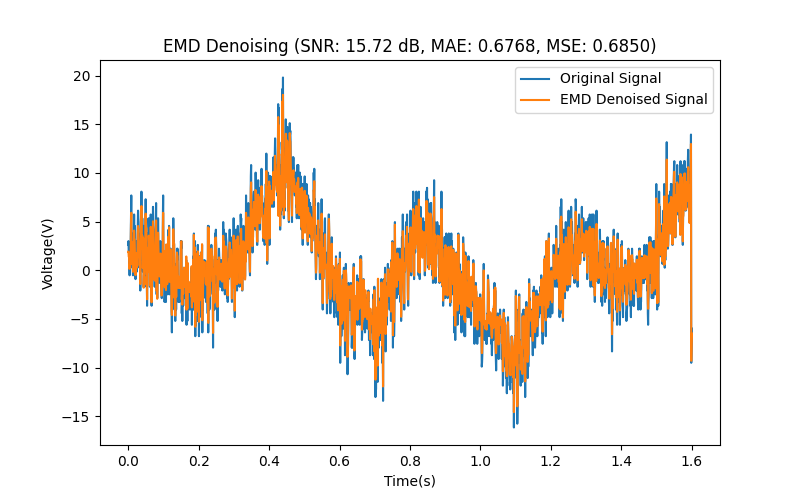 EMD Denoising (SNR: 15.72 dB, MAE: 0.6768, MSE: 0.6850)
Original Signal
EMD Denoised Signal
Voltage(V)
20
15
10
5
0
−5
−10
−15
0.0 0.2 0.4 0.6 0.8 1.0 1.2 1.4 1.6
Time(s)